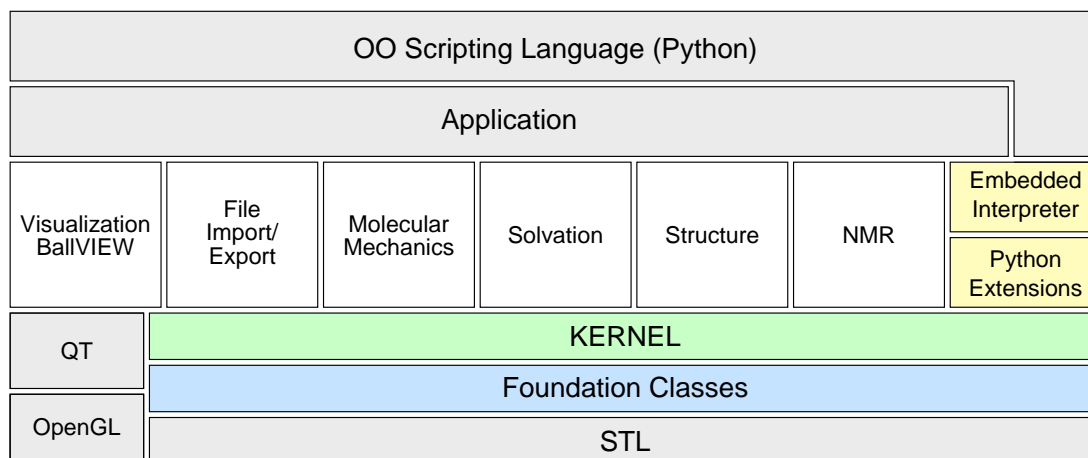 OO Scripting Language (Python)
Application
Visualization
BallVIEW
File
Import/
Export
Molecular
Mechanics
Solvation
Structure
NMR
Embedded
Interpreter
Python
Extensions
QT
KERNEL
Foundation Classes
OpenGL
STL